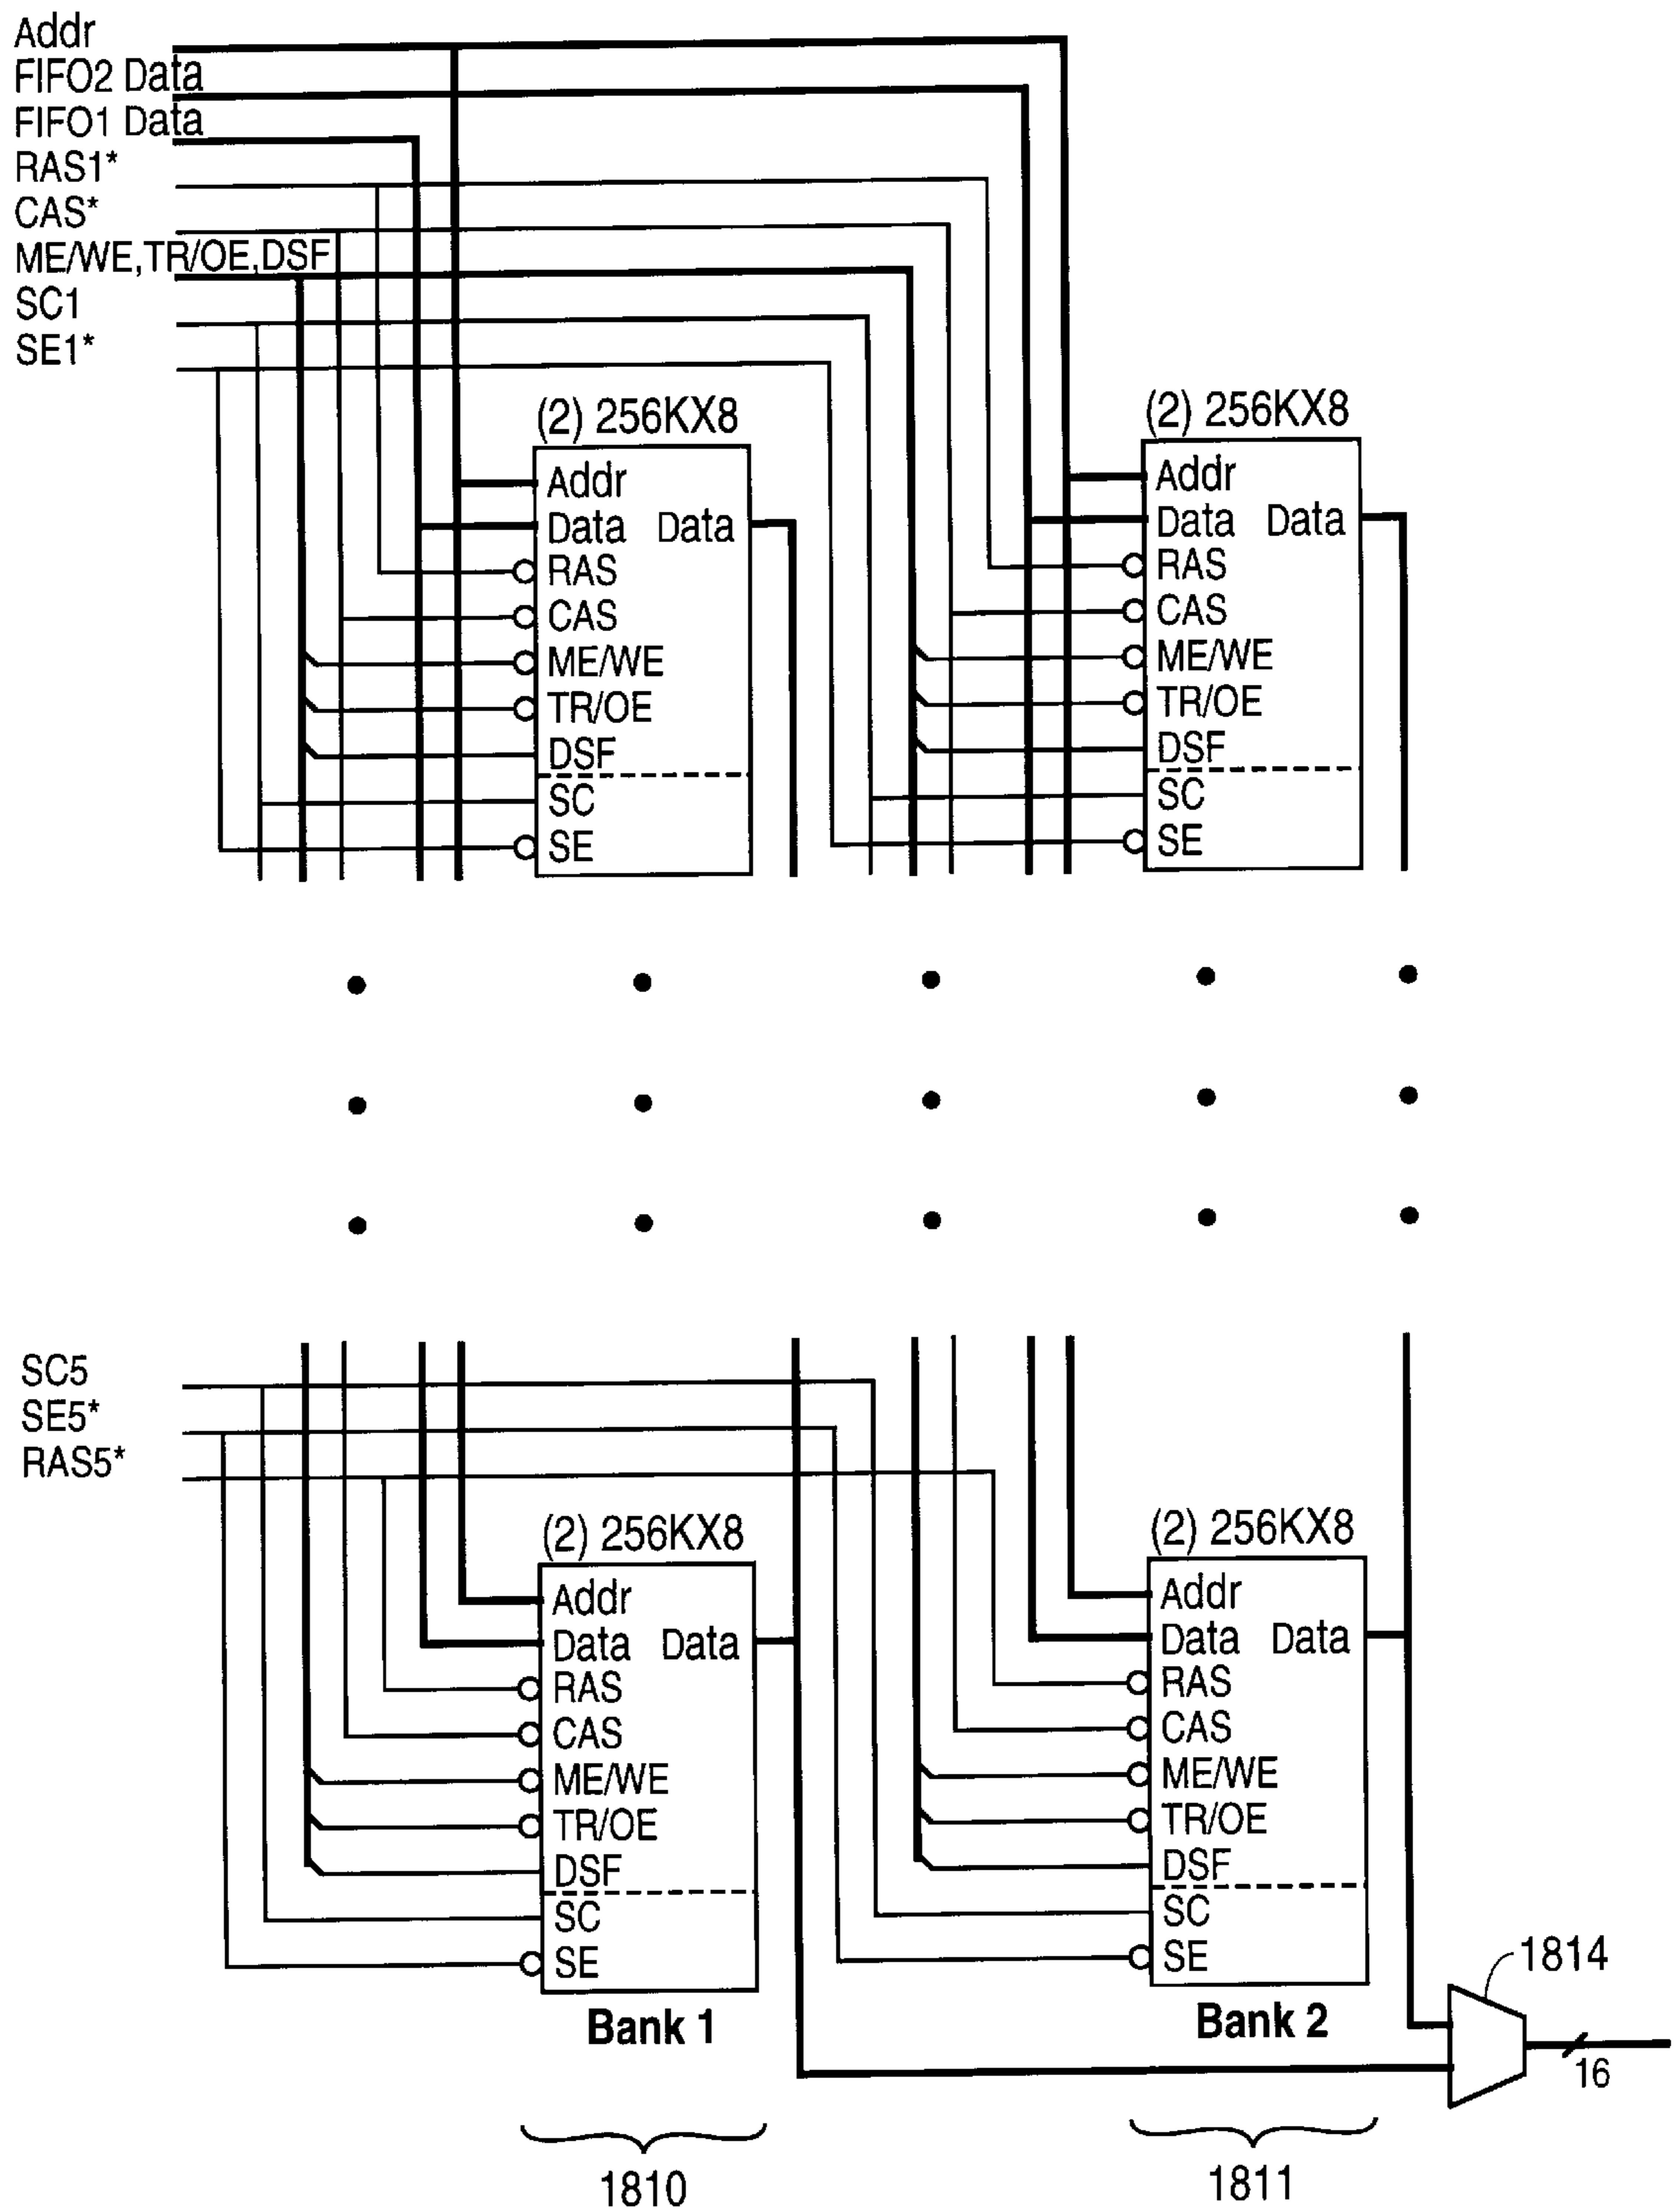 Addr
FIFO2 Data
FIFO1 Data
RAS1*
CAS*
ME/WE,TR/OE,DSF
SC1
SE1*
(2) 256KX8
Addr
Data Data
RAS
CAS
ME/WE
TR/OE
DSF
SC
SE
(2) 256KX8
Addr
Data Data
RAS
CAS
ME/WE
TR/OE
DSF
SC
SE
SC5
SE5*
RAS5*
(2) 256KX8
Addr
Data Data
RAS
CAS
ME/WE
TR/OE
DSF
SC
SE
Bank 1
(2) 256KX8
Addr
Data Data
RAS
CAS
ME/WE
TR/OE
DSF
SC
SE
Bank 2
1814
16
1810
1811